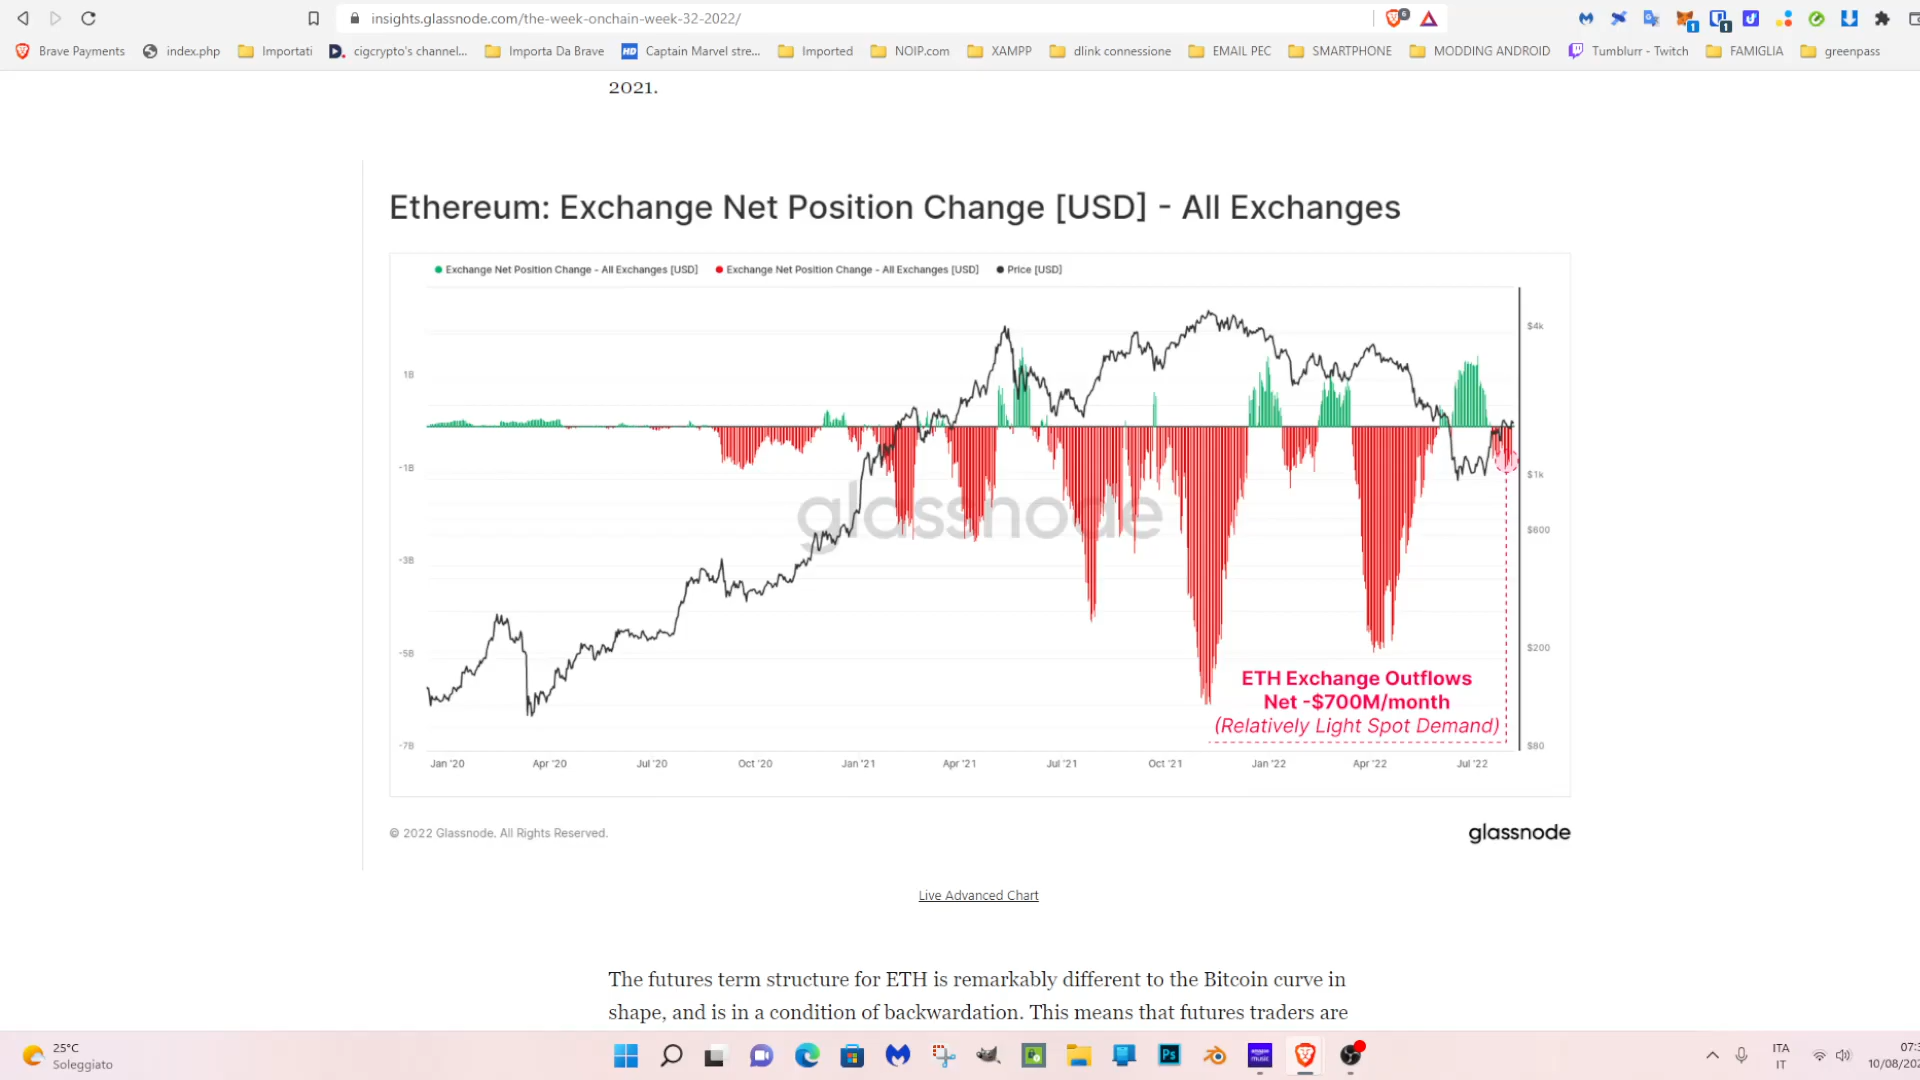 insights.glassnode.com/the-week-onchain-week-32-2022/
Brave Payments index.php Importati cigcrypto's channel... Importa Da Brave Captain Marvel stre... Imported NOIP.com XAMPP dlink connessione EMAIL PEC SMARTPHONE MODDING ANDROID Tumblurr - Twitch FAMIGLIA greenpass
2021.
Ethereum: Exchange Net Position Change [USD] - All Exchanges
Exchange Net Position Change - All Exchanges [USD] Exchange Net Position Change - All Exchanges [USD] Price [USD]
$4k
1B
-1B
$1k
glassnode
$600
-3B
-5B
$200
ETH Exchange Outflows
Net -$700M/month
(Relatively Light Spot Demand)
-7B
$80
Jan '20 Apr '20 Jul '20 Oct '20 Jan '21 Apr '21 Jul '21 Oct '21 Jan '22 Apr '22 Jul '22
© 2022 Glassnode. All Rights Reserved.
glassnode
Live Advanced Chart
The futures term structure for ETH is remarkably different to the Bitcoin curve in
shape, and is in a condition of backwardation. This means that futures traders are
25°C
Soleggiato
ITA
IT